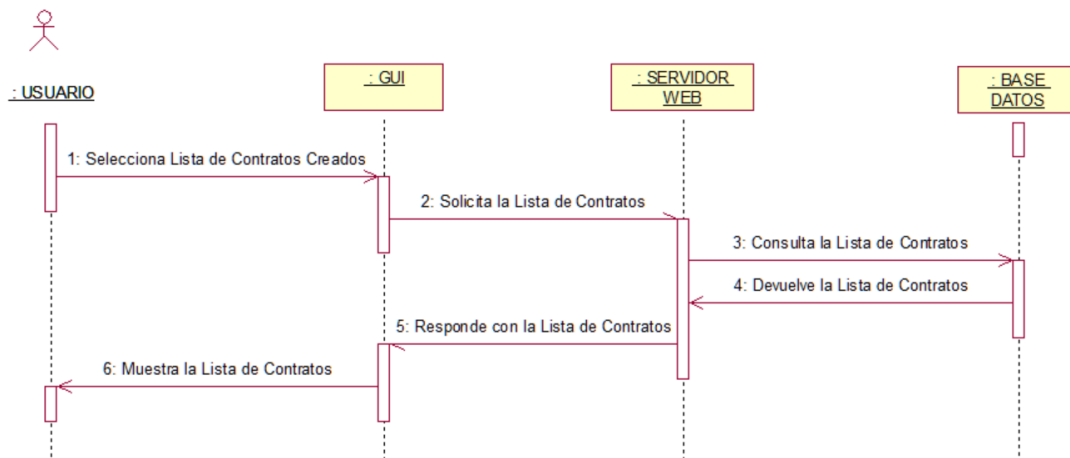 : USUARIO
: GUI
: SERVIDOR
WEB
: BASE
DATOS
1: Selecciona Lista de Contratos Creados
2: Solicita la Lista de Contratos
3: Consulta la Lista de Contratos
4: Devuelve la Lista de Contratos
5: Responde con la Lista de Contratos
6: Muestra la Lista de Contratos